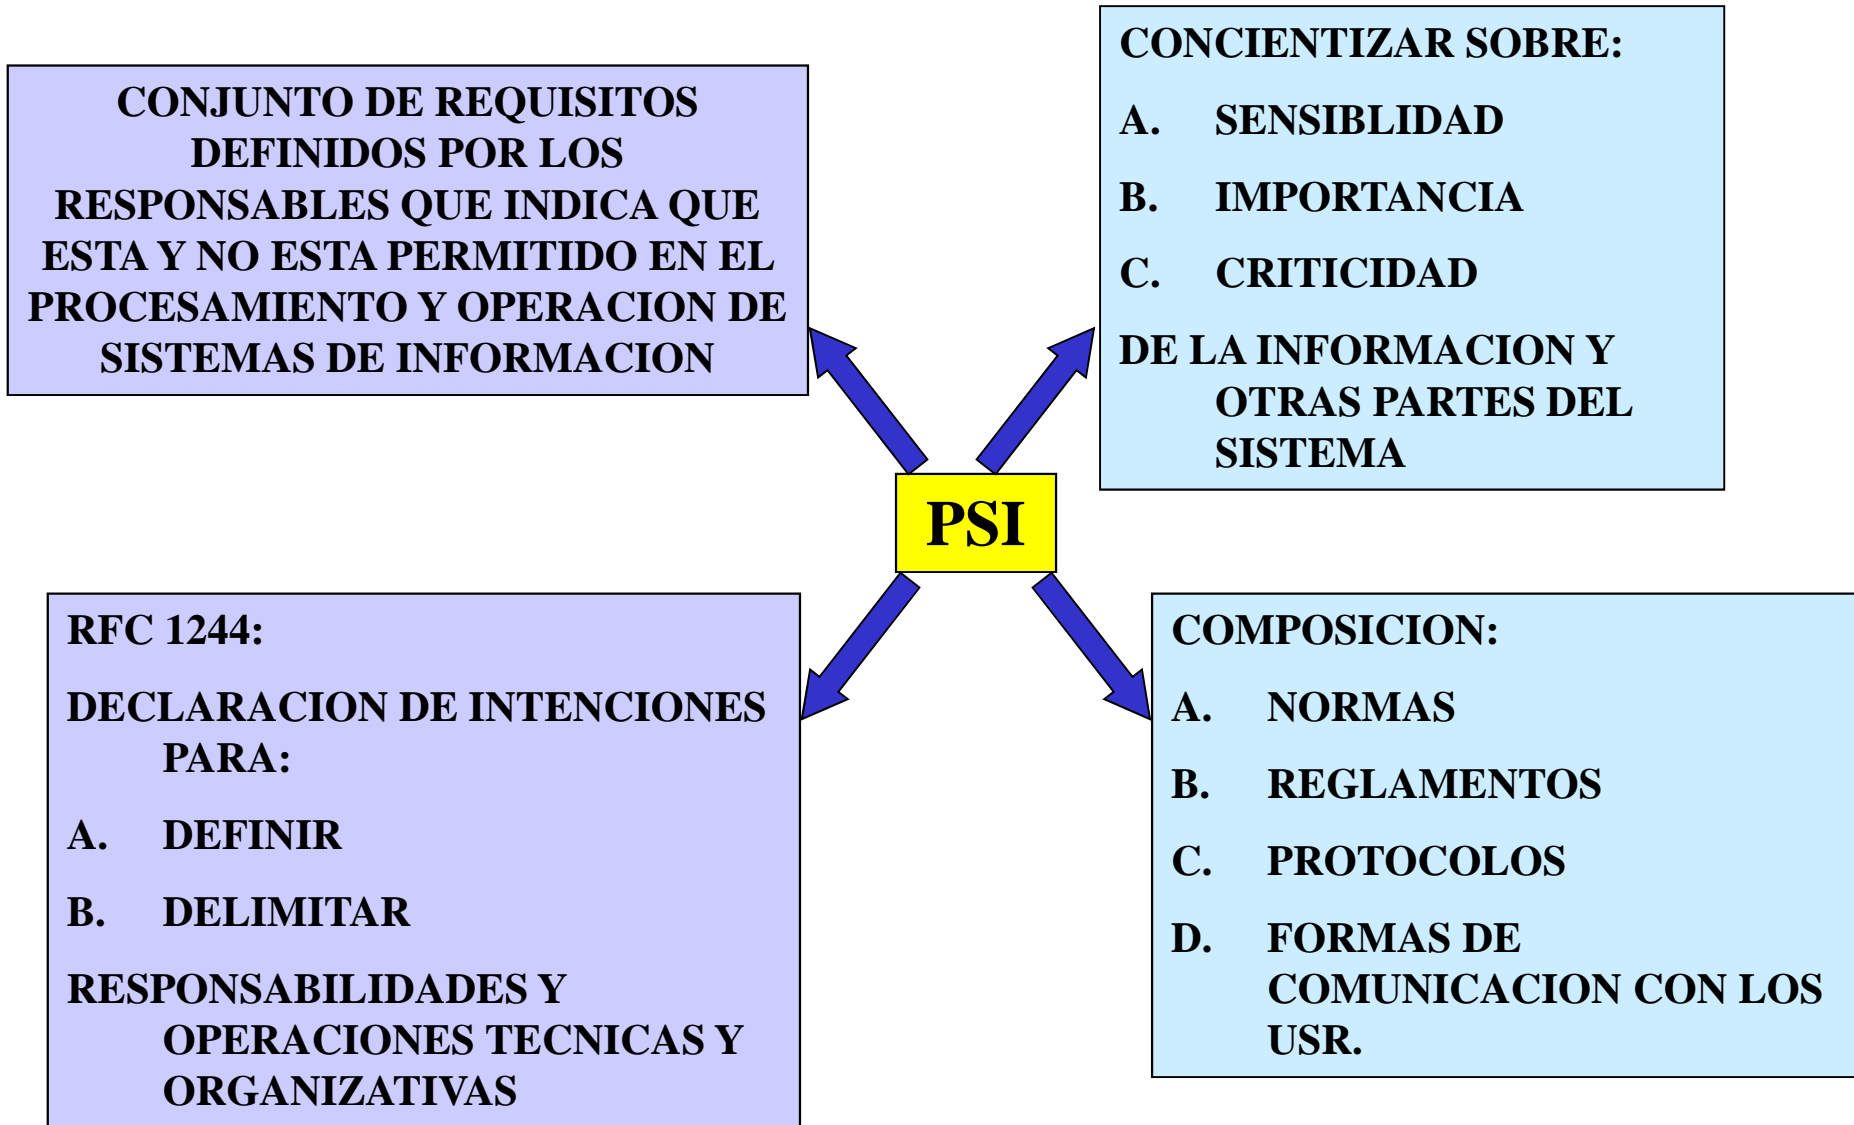 CONJUNTO DE REQUISITOS
DEFINIDOS POR LOS
RESPONSABLES QUE INDICA QUE
ESTA Y NO ESTA PERMITIDO EN EL
PROCESAMIENTO Y OPERACION DE
SISTEMAS DE INFORMACION
CONCIENTIZAR SOBRE:
A. SENSIBLIDAD
B. IMPORTANCIA
C. CRITICIDAD
DE LA INFORMACION Y
OTRAS PARTES DEL
SISTEMA
PSI
RFC 1244:
DECLARACION DE INTENCIONES
PARA:
A. DEFINIR
B. DELIMITAR
RESPONSABILIDADES Y
OPERACIONES TECNICAS Y
ORGANIZATIVAS
COMPOSICION:
A. NORMAS
B. REGLAMENTOS
C. PROTOCOLOS
D. FORMAS DE
COMUNICACION CON LOS
USR.